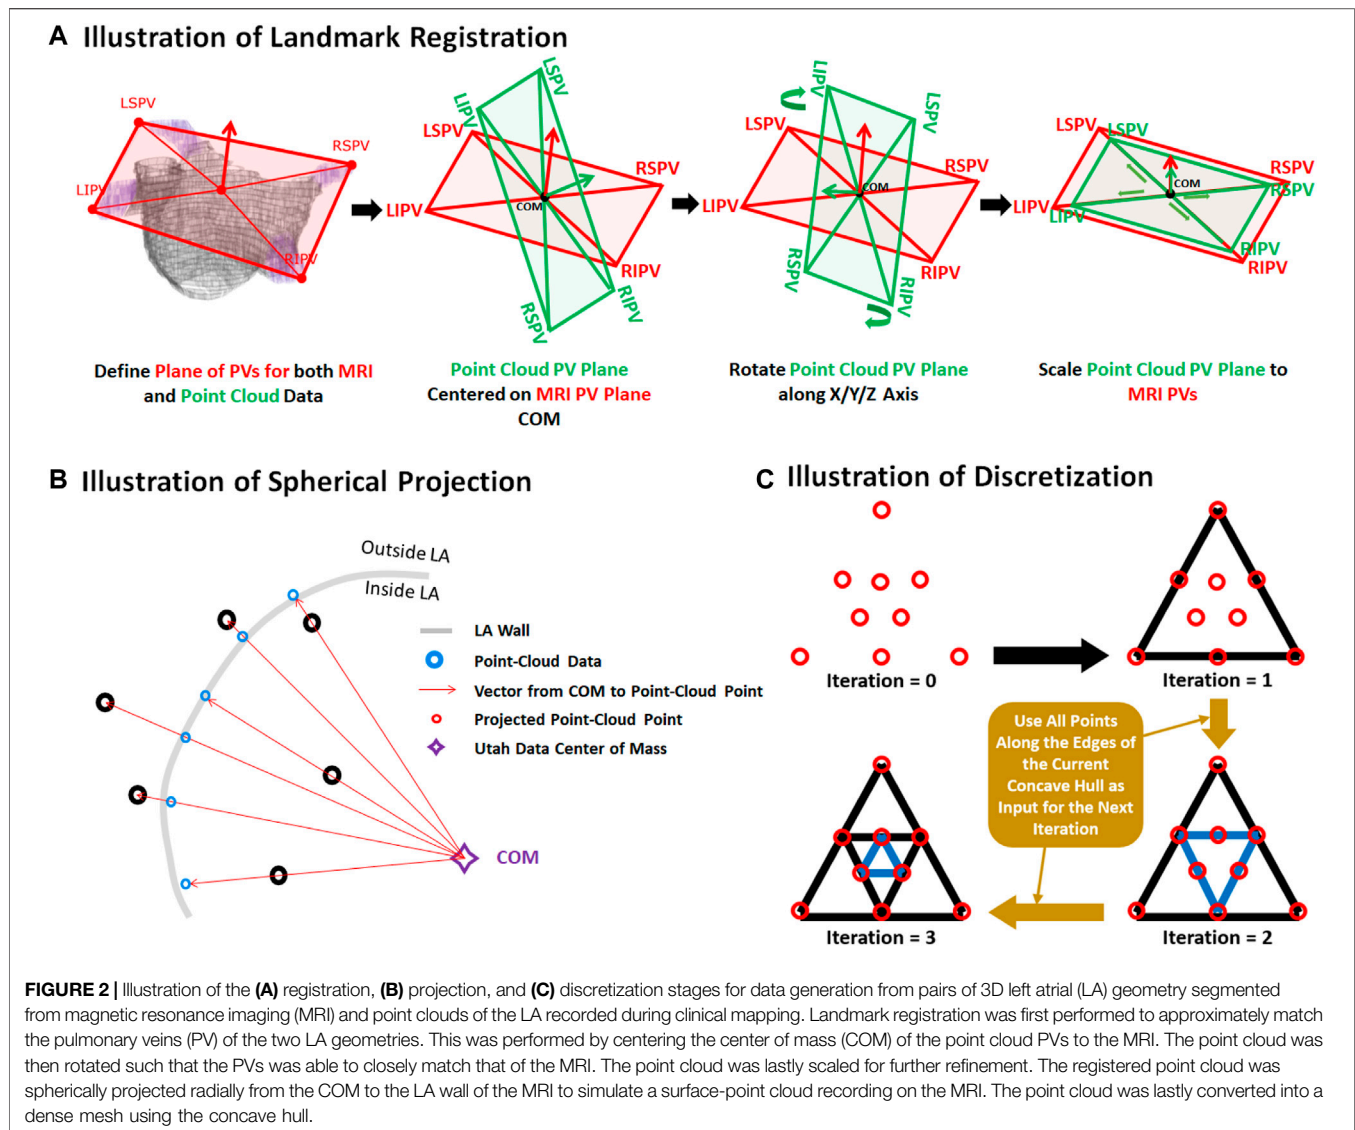 A Illustration of Landmark Registration
LSPV
RSPV
LIPV
RIPV
LSPV
LIPV
LSPV
RSPV
COM
LIPV
RIPV
RSPV
RIPV
LIPV
LSPV
LSPV
RSPV
COM
LIPV
RSPV
RIPV
RIPV
LSPV
LSPV
RSPV
COM
RSPV
LIPV
LIPV
RIPV
RIPV
Define Plane of PVs for both MRI
and Point Cloud Data
Point Cloud PV Plane
Centered on MRI PV Plane
COM
Rotate Point Cloud PV Plane
along X/Y/Z Axis
Scale Point Cloud PV Plane to
MRI PVs
B Illustration of Spherical Projection
Outside LA
Inside LA
LA Wall
Point-Cloud Data
Vector from COM to Point-Cloud Point
Projected Point-Cloud Point
Utah Data Center of Mass
COM
C Illustration of Discretization
Iteration = 0
Iteration = 1
Use All Points
Along the Edges of
the Current
Concave Hull as
Input for the Next
Iteration
Iteration = 3
Iteration = 2
FIGURE 2 | Illustration of the (A) registration, (B) projection, and (C) discretization stages for data generation from pairs of 3D left atrial (LA) geometry segmented
from magnetic resonance imaging (MRI) and point clouds of the LA recorded during clinical mapping. Landmark registration was first performed to approximately match
the pulmonary veins (PV) of the two LA geometries. This was performed by centering the center of mass (COM) of the point cloud PVs to the MRI. The point cloud was
then rotated such that the PVs was able to closely match that of the MRI. The point cloud was lastly scaled for further refinement. The registered point cloud was
spherically projected radially from the COM to the LA wall of the MRI to simulate a surface-point cloud recording on the MRI. The point cloud was lastly converted into a
dense mesh using the concave hull.